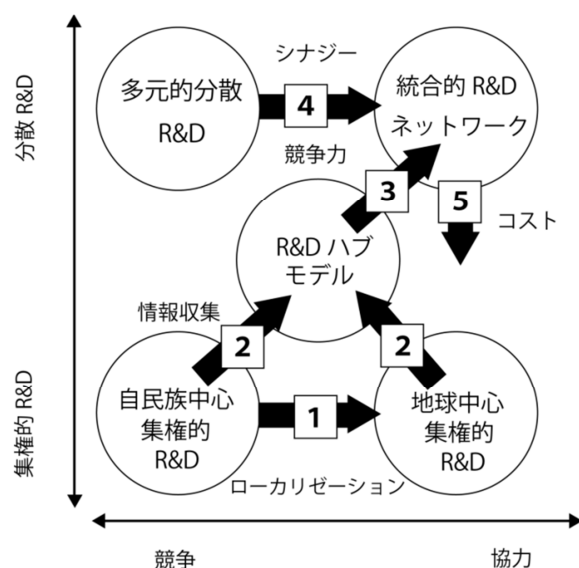 シナジー
多元的分散
R&D
4
統合的 R&D
ネットワーク
分散 R&D
競争力
3
5
コスト
R&D ハブ
モデル
情報収集
2
2
自民族中心
集権的
R&D
1
地球中心
集権的
R&D
集権的 R&D
ローカリゼーション
競争
協力